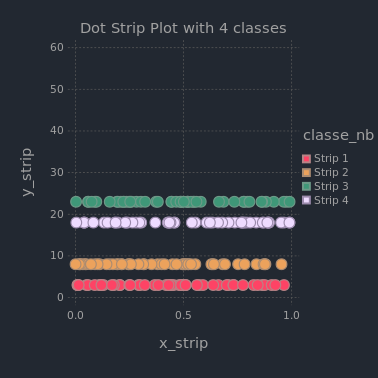 Dot Strip Plot with 4 classes
60
50
40
30
20
10
0
0.0
0.5
1.0
y_strip
x_strip
classe_nb
Strip 1
Strip 2
Strip 3
Strip 4